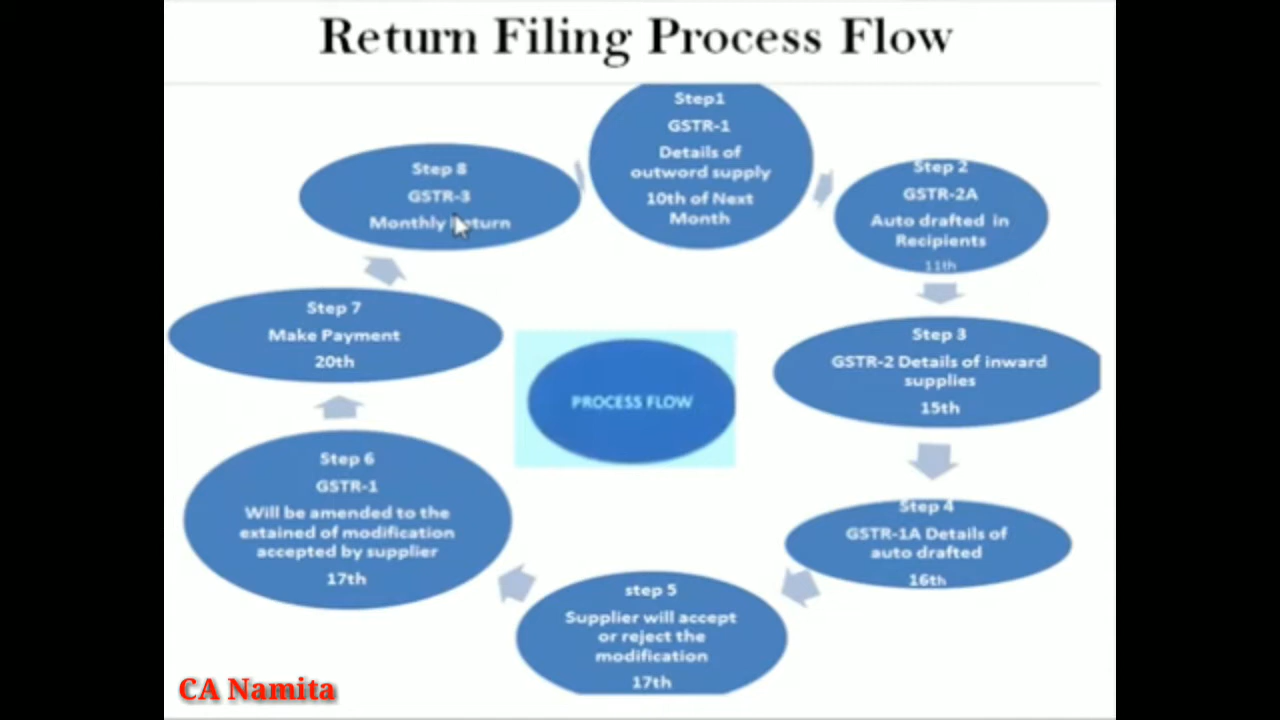 Return Filing Process Flow
Step1
GSTR-1
Details of
outword supply
10th of Next
Month
Step 2
GSTR-2A
Auto drafted in
Recipients
11th
Step 3
GSTR-2 Details of inward
supplies
15th
Step 4
GSTR-1A Details of
auto drafted
16th
step 5
Supplier will accept
or reject the
modification
17th
Step 6
GSTR-1
Will be amended to the
extained of modification
accepted by supplier
17th
Step 7
Make Payment
20th
Step 8
GSTR-3
Monthly Return
PROCESS FLOW
CA Namita